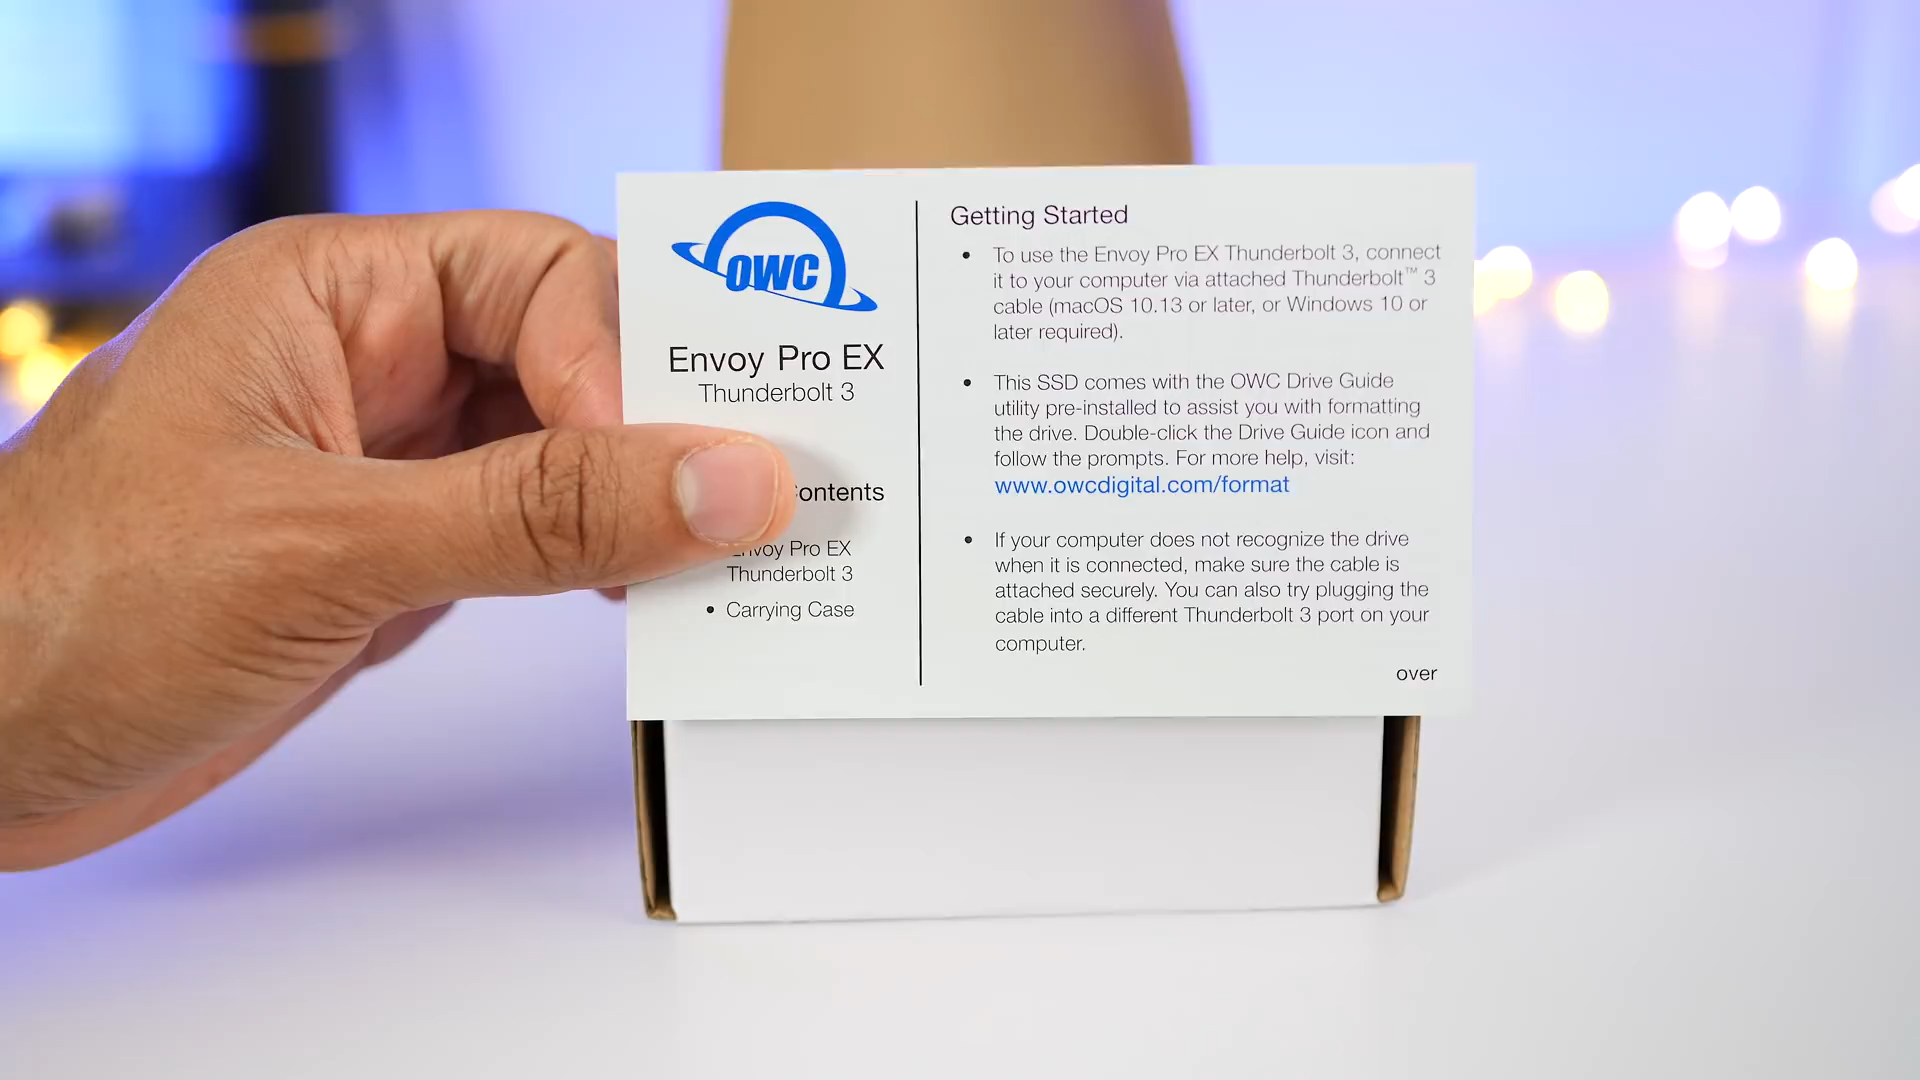 OWC
Envoy Pro EX
Thunderbolt 3
Contents
Envoy Pro EX
Thunderbolt 3
• Carrying Case
Getting Started
• To use the Envoy Pro EX Thunderbolt 3, connect
it to your computer via attached Thunderbolt™ 3
cable (macOS 10.13 or later, or Windows 10 or
later required).
• This SSD comes with the OWC Drive Guide
utility pre-installed to assist you with formatting
the drive. Double-click the Drive Guide icon and
follow the prompts. For more help, visit:
www.owcdigital.com/format
• If your computer does not recognize the drive
when it is connected, make sure the cable is
attached securely. You can also try plugging the
cable into a different Thunderbolt 3 port on your
computer.
over